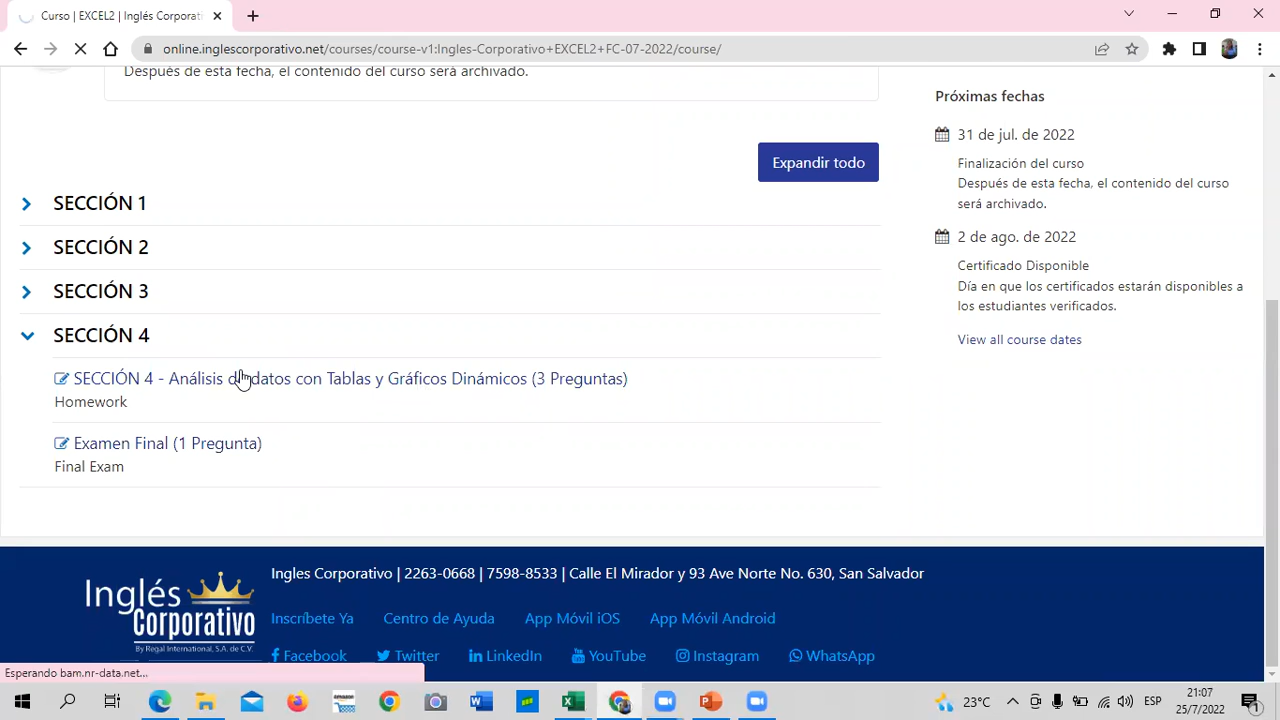 Curso | EXCEL2 | Inglés Corporati
online.inglescorporativo.net/courses/course-v1:Ingles-Corporativo+EXCEL2+FC-07-2022/course/
Después de esta fecha, el contenido del curso será archivado.
Expandir todo
SECCIÓN 1
SECCIÓN 2
SECCIÓN 3
SECCIÓN 4
SECCIÓN 4 - Análisis de datos con Tablas y Gráficos Dinámicos (3 Preguntas)
Homework
Examen Final (1 Pregunta)
Final Exam
Próximas fechas
31 de jul. de 2022
Finalización del curso
Después de esta fecha, el contenido del curso
será archivado.
2 de ago. de 2022
Certificado Disponible
Día en que los certificados estarán disponibles a
los estudiantes verificados.
View all course dates
Inglés
Corporativo
By Regal International, S.A. de C.V.
Ingles Corporativo | 2263-0668 | 7598-8533 | Calle El Mirador y 93 Ave Norte No. 630, San Salvador
Inscríbete Ya Centro de Ayuda App Móvil iOS App Móvil Android
Facebook Twitter LinkedIn YouTube Instagram WhatsApp
Esperando bam.nr-data.net...
23°C ESP 21:07
25/7/2022